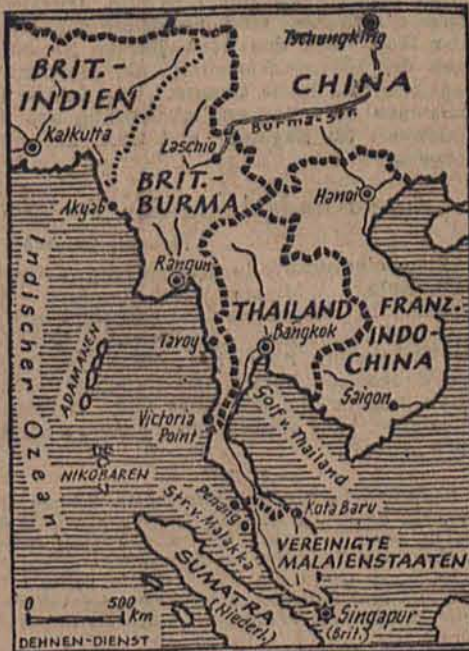 Tschungking
BRIT.-
INDIEN
CHINA
Burma-Str.
Kalkutta
Laschio
BRIT.-
BURMA
Hanoi
Akyab
Rangun
Indischer Ozean
THAILAND
FRANZ.-
INDO-
CHINA
Tavoy
Bangkok
ADAMANEN
Saigon
Golf v. Thailand
Victoria
Point
NIKOBAREN
Penang
Str. v. Malakka
Kota Baru
VEREINIGTE
MALAIENSTAATEN
SUMATRA
(Niederl.)
Singapur
(Brit.)
0 500
km
DEHNEN-DIENST